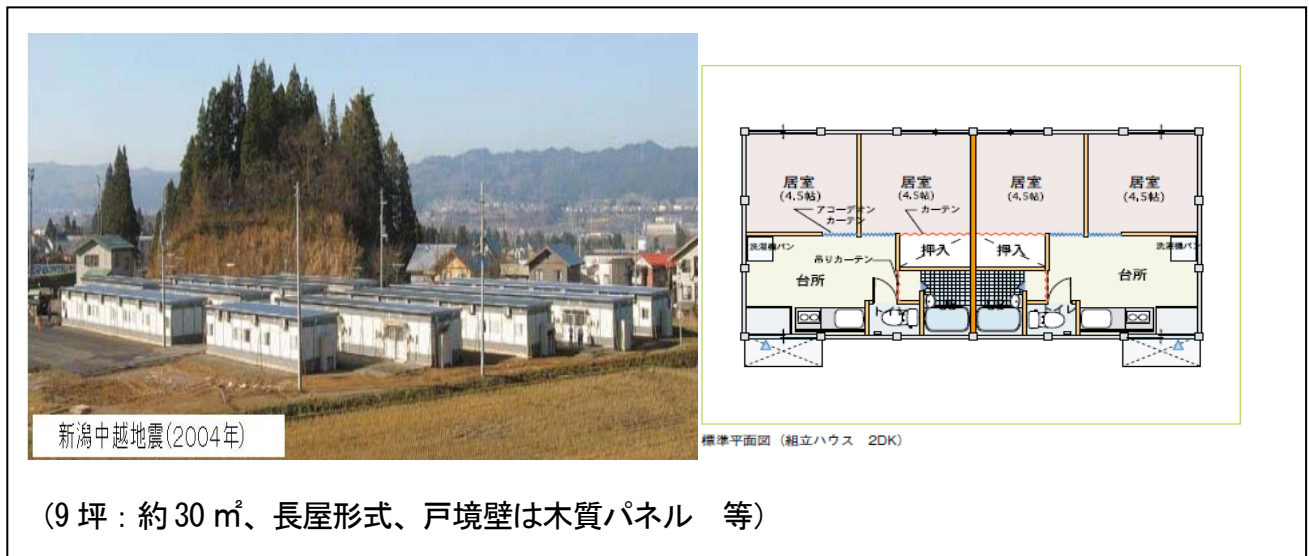 新潟中越地震(2004年)
居室 居室 居室 居室
(4.5帖) (4.5帖) (4.5帖) (4.5帖)
アコーデオン
カーテン
カーテン
洗濯機パン 押入 押入 洗濯機パン
吊りカーテン
台所 台所
標準平面図（組立ハウス　2DK）
(9坪：約30㎡、長屋形式、戸境壁は木質パネル　等)